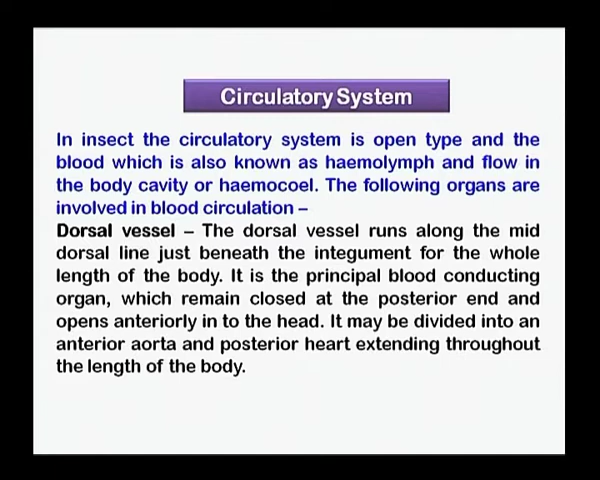 Circulatory System
In insect the circulatory system is open type and the
blood which is also known as haemolymph and flow in
the body cavity or haemocoel. The following organs are
involved in blood circulation –
Dorsal vessel – The dorsal vessel runs along the mid
dorsal line just beneath the integument for the whole
length of the body. It is the principal blood conducting
organ, which remain closed at the posterior end and
opens anteriorly in to the head. It may be divided into an
anterior aorta and posterior heart extending throughout
the length of the body.